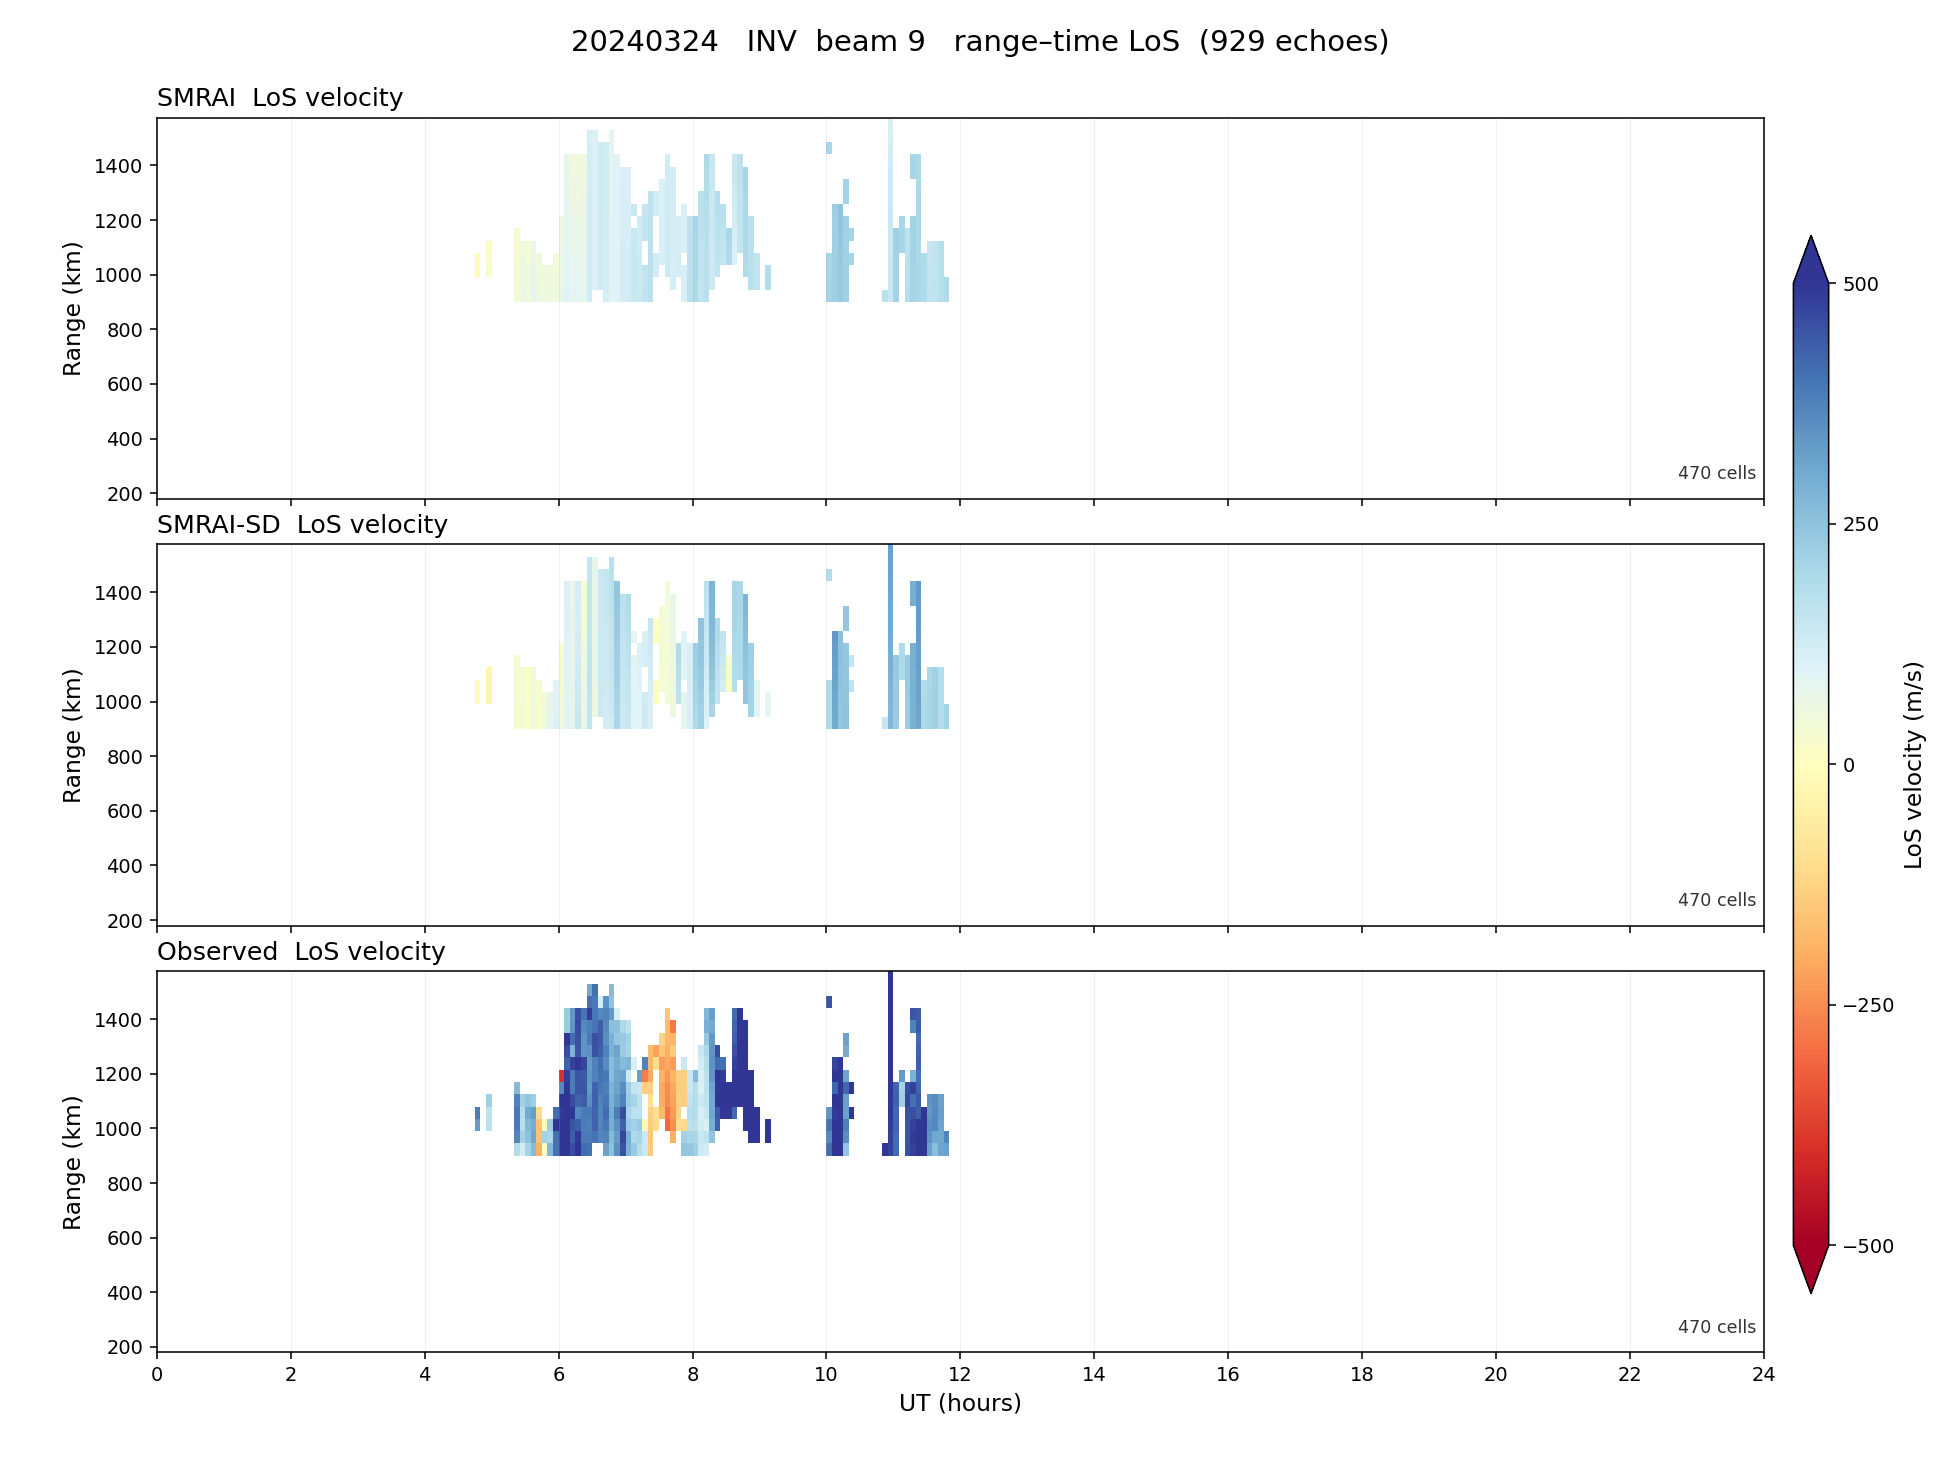 20240324   INV  beam 9   range–time LoS  (929 echoes)
SMRAI  LoS velocity
1400
1200
1000
800
600
400
200
Range (km)
470 cells
SMRAI-SD  LoS velocity
1400
1200
1000
800
600
400
200
Range (km)
470 cells
Observed  LoS velocity
1400
1200
1000
800
600
400
200
Range (km)
470 cells
0 2 4 6 8 10 12 14 16 18 20 22 24
UT (hours)
500
250
0
−250
−500
LoS velocity (m/s)